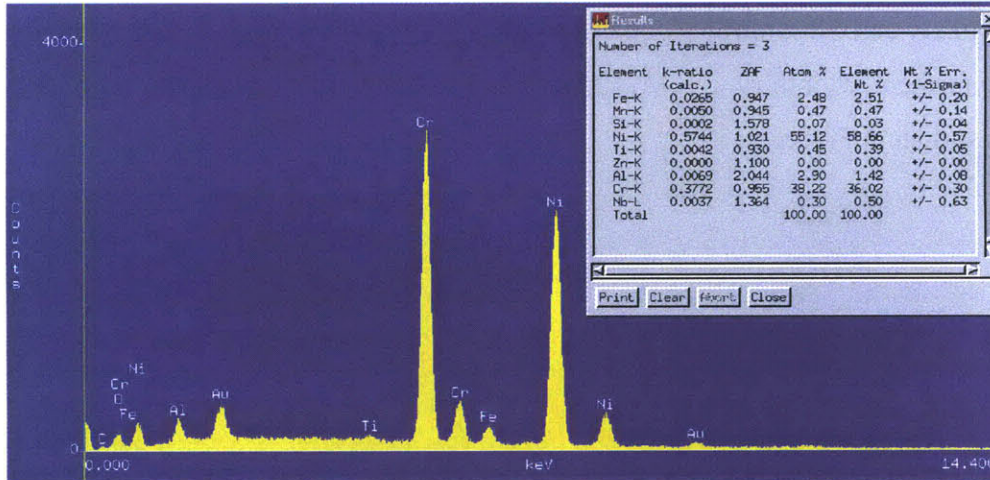 Results
Number of Iterations = 3
Element k-ratio ZAF Atom % Element Wt % Err.
(calc.) Wt % (1-Sigma)
Fe-K 0.0265 0.947 2.48 2.51 +/- 0.20
Mn-K 0.0050 0.945 0.47 0.47 +/- 0.14
Si-K 0.0002 1.578 0.07 0.03 +/- 0.04
Ni-K 0.5744 1.021 55.12 58.66 +/- 0.57
Ti-K 0.0042 0.930 0.45 0.39 +/- 0.05
Zn-K 0.0000 1.100 0.00 0.00 +/- 0.00
Al-K 0.0069 2.044 2.90 1.42 +/- 0.08
Cr-K 0.3772 0.955 38.22 36.02 +/- 0.30
Nb-L 0.0037 1.364 0.30 0.50 +/- 0.63
Total 100.00 100.00
Print Clear Abort Close
4000
Counts
0
Cr
Ni
Ni
Cr
O
Fe
C
Al
Au
Ti
Cr
Fe
Ni
Au
0.000 keV 14.400